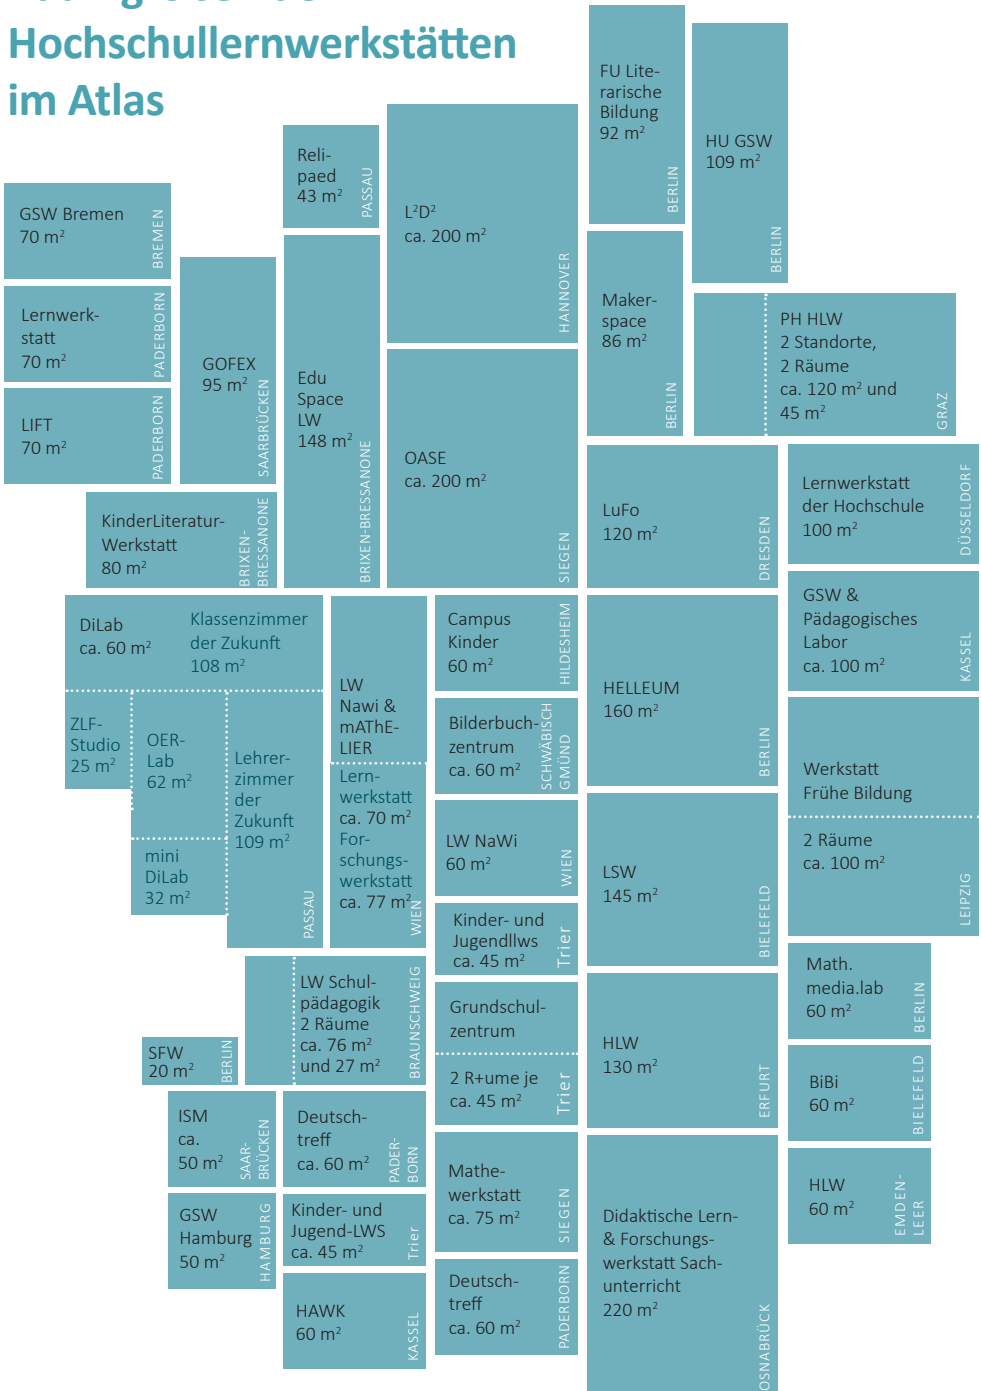 Hochschullernwerkstätten
im Atlas
FU Lite-
rarische
Bildung
92 m²
BERLIN
HU GSW
109 m²
BERLIN
Reli-
paed
43 m²
PASSAU
L²D²
ca. 200 m²
HANNOVER
GSW Bremen
70 m²
BREMEN
Lernwerk-
statt
70 m²
PADERBORN
LIFT
70 m²
PADERBORN
GOFEX
95 m²
SAARBRÜCKEN
Edu
Space
LW
148 m²
BRIXEN-BRESSANONE
OASE
ca. 200 m²
SIEGEN
Maker-
space
86 m²
BERLIN
PH HLW
2 Standorte,
2 Räume
ca. 120 m² und
45 m²
GRAZ
KinderLiteratur-
Werkstatt
80 m²
BRIXEN-
BRESSANONE
LuFo
120 m²
DRESDEN
Lernwerkstatt
der Hochschule
100 m²
DÜSSELDORF
DiLab
ca. 60 m²
Klassenzimmer
der Zukunft
108 m²
ZLF-
Studio
25 m²
OER-
Lab
62 m²
mini
DiLab
32 m²
Lehrer-
zimmer
der
Zukunft
109 m²
PASSAU
LW
Nawi &
mAThE-
LIER
Lern-
werkstatt
ca. 70 m²
For-
schungs-
werkstatt
ca. 77 m²
WIEN
Campus
Kinder
60 m²
HILDESHEIM
Bilderbuch-
zentrum
ca. 60 m²
SCHWÄBISCH
GMÜND
LW NaWi
60 m²
WIEN
Kinder- und
Jugendllws
ca. 45 m²
Trier
Grundschul-
zentrum
2 R+ume je
ca. 45 m²
Trier
HELLEUM
160 m²
BERLIN
GSW &
Pädagogisches
Labor
ca. 100 m²
KASSEL
Werkstatt
Frühe Bildung
2 Räume
ca. 100 m²
LEIPZIG
LSW
145 m²
BIELEFELD
LW Schul-
pädagogik
2 Räume
ca. 76 m²
und 27 m²
BRAUNSCHWEIG
SFW
20 m²
BERLIN
HLW
130 m²
ERFURT
Math.
media.lab
60 m²
BERLIN
BiBi
60 m²
BIELEFELD
ISM
ca.
50 m²
SAAR-
BRÜCKEN
Deutsch-
treff
ca. 60 m²
PADER-
BORN
Mathe-
werkstatt
ca. 75 m²
SIEGEN
HLW
60 m²
EMDEN-
LEER
GSW
Hamburg
50 m²
HAMBURG
Kinder- und
Jugend-LWS
ca. 45 m²
Trier
Didaktische Lern-
& Forschungs-
werkstatt Sach-
unterricht
220 m²
OSNABRÜCK
HAWK
60 m²
KASSEL
Deutsch-
treff
ca. 60 m²
PADERBORN